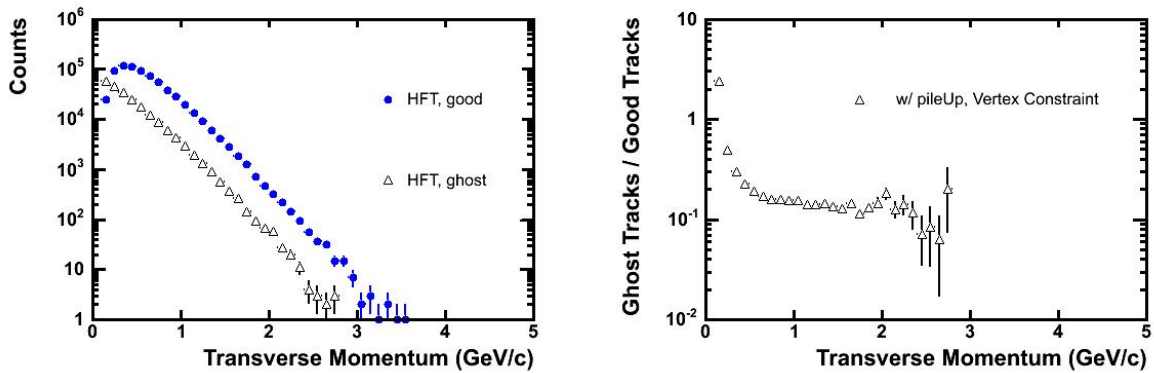 Counts
10^6
10^5
10^4
10^3
10^2
10
1
HFT, good
HFT, ghost
0 1 2 3 4 5
Transverse Momentum (GeV/c)
Ghost Tracks / Good Tracks
10
1
10^-1
10^-2
w/ pileUp, Vertex Constraint
0 1 2 3 4 5
Transverse Momentum (GeV/c)